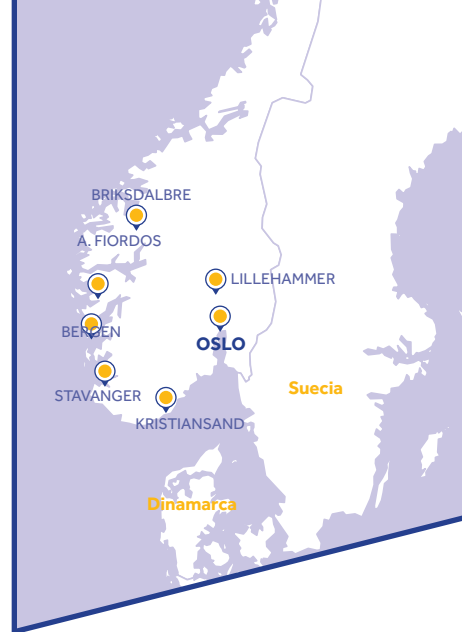 BRIKSDALBRE
A. FIORDOS
LILLEHAMMER
BERGEN
OSLO
Suecia
STAVANGER
KRISTIANSAND
Dinamarca